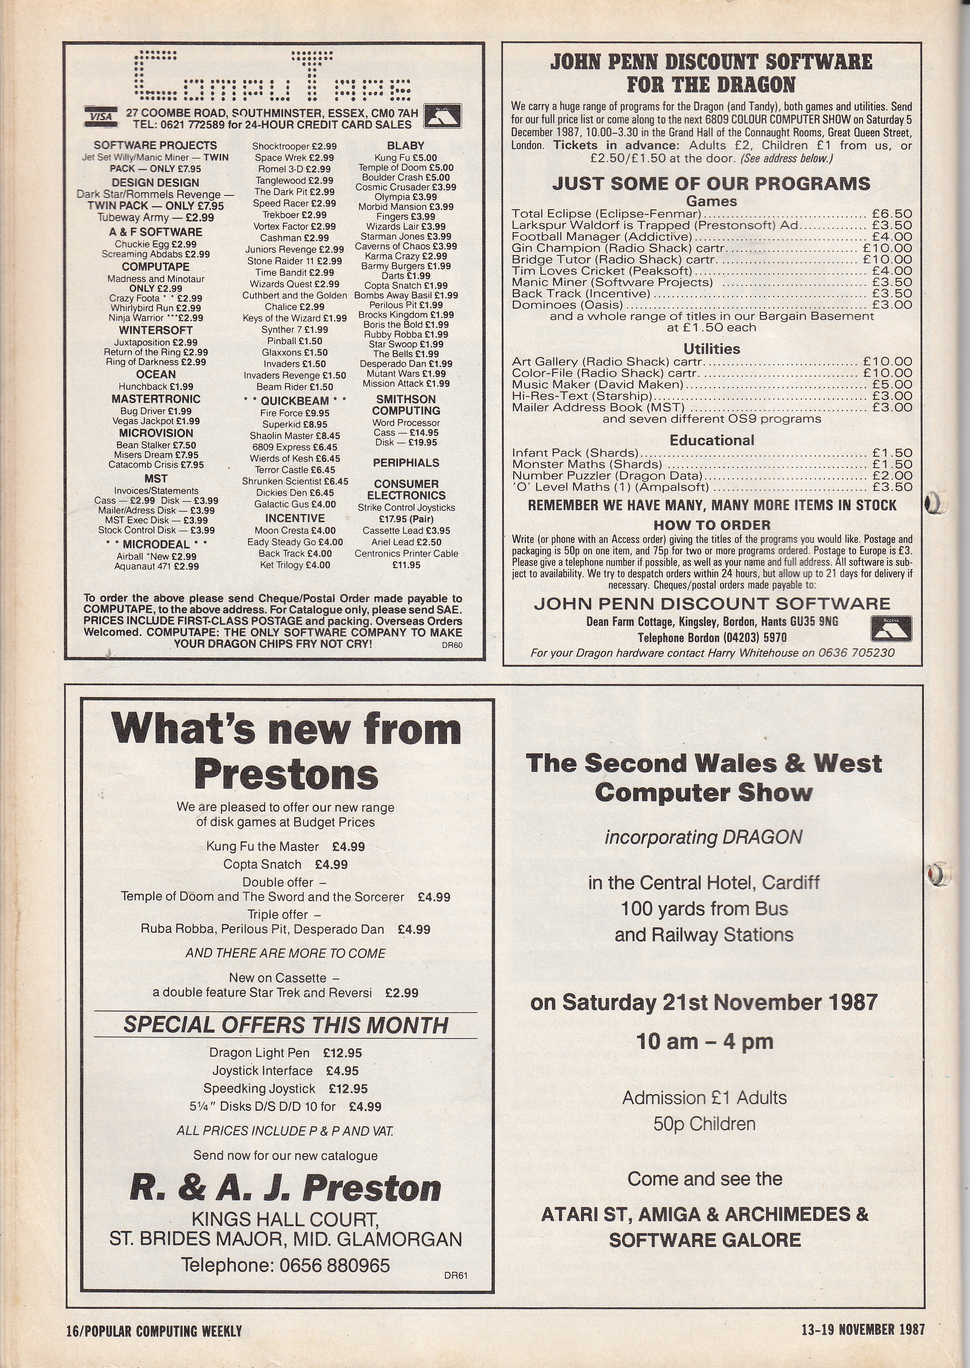 COMPUTAPE
VISA
27 COOMBE ROAD, SOUTHMINSTER, ESSEX, CM0 7AH
TEL: 0621 772589 for 24-HOUR CREDIT CARD SALES
SOFTWARE PROJECTS
Jet Set Willy/Manic Miner — TWIN
PACK — ONLY £7.95
DESIGN DESIGN
Dark Star/Rommels Revenge —
TWIN PACK — ONLY £7.95
Tubeway Army — £2.99
A & F SOFTWARE
Chuckie Egg £2.99
Screaming Abdabs £2.99
COMPUTAPE
Madness and Minotaur
ONLY £2.99
Crazy Foota * * £2.99
Whirlybird Run £2.99
Ninja Warrior ***£2.99
WINTERSOFT
Juxtaposition £2.99
Return of the Ring £2.99
Ring of Darkness £2.99
OCEAN
Hunchback £1.99
MASTERTRONIC
Bug Driver £1.99
Vegas Jackpot £1.99
MICROVISION
Bean Stalker £7.50
Misers Dream £7.95
Catacomb Crisis £7.95
MST
Invoices/Statements
Cass — £2.99 Disk — £3.99
Mailer/Adress Disk — £3.99
MST Exec Disk — £3.99
Stock Control Disk — £3.99
* * MICRODEAL * *
Airball *New £2.99
Aquanaut 471 £2.99
Shocktrooper £2.99
Space Wrek £2.99
Romel 3-D £2.99
Tanglewood £2.99
The Dark Pit £2.99
Speed Racer £2.99
Trekboer £2.99
Vortex Factor £2.99
Cashman £2.99
Juniors Revenge £2.99
Stone Raider 11 £2.99
Time Bandit £2.99
Wizards Quest £2.99
Cuthbert and the Golden
Chalice £2.99
Keys of the Wizard £1.99
Synther 7 £1.99
Pinball £1.50
Glaxxons £1.50
Invaders £1.50
Invaders Revenge £1.50
Beam Rider £1.50
* * QUICKBEAM * *
Fire Force £9.95
Superkid £8.95
Shaolin Master £8.45
6809 Express £6.45
Wierds of Kesh £6.45
Terror Castle £6.45
Shrunken Scientist £6.45
Dickies Den £6.45
Galactic Gus £4.00
INCENTIVE
Moon Cresta £4.00
Eady Steady Go £4.00
Back Track £4.00
Ket Trilogy £4.00
BLABY
Kung Fu £5.00
Temple of Doom £5.00
Boulder Crash £5.00
Cosmic Crusader £3.99
Olympia £3.99
Morbid Mansion £3.99
Fingers £3.99
Wizards Lair £3.99
Starman Jones £3.99
Caverns of Chaos £3.99
Karma Crazy £2.99
Barmy Burgers £1.99
Darts £1.99
Copta Snatch £1.99
Bombs Away Basil £1.99
Perilous Pit £1.99
Brocks Kingdom £1.99
Boris the Bold £1.99
Rubby Robba £1.99
Star Swoop £1.99
The Bells £1.99
Desperado Dan £1.99
Mutant Wars £1.99
Mission Attack £1.99
SMITHSON
COMPUTING
Word Processor
Cass — £14.95
Disk — £19.95
PERIPHIALS
CONSUMER
ELECTRONICS
Strike Control Joysticks
£17.95 (Pair)
Cassette Lead £3.95
Ariel Lead £2.50
Centronics Printer Cable
£11.95
To order the above please send Cheque/Postal Order made payable to
COMPUTAPE, to the above address. For Catalogue only, please send SAE.
PRICES INCLUDE FIRST-CLASS POSTAGE and packing. Overseas Orders
Welcomed. COMPUTAPE: THE ONLY SOFTWARE COMPANY TO MAKE
YOUR DRAGON CHIPS FRY NOT CRY!
DR60
JOHN PENN DISCOUNT SOFTWARE
FOR THE DRAGON
We carry a huge range of programs for the Dragon (and Tandy), both games and utilities. Send
for our full price list or come along to the next 6809 COLOUR COMPUTER SHOW on Saturday 5
December 1987, 10.00–3.30 in the Grand Hall of the Connaught Rooms, Great Queen Street,
London. Tickets in advance: Adults £2, Children £1 from us, or
£2.50/£1.50 at the door. (See address below.)
JUST SOME OF OUR PROGRAMS
Games
Total Eclipse (Eclipse-Fenmar)................................. £6.50
Larkspur Waldorf is Trapped (Prestonsoft) Ad.............. £3.50
Football Manager (Addictive)................................... £4.00
Gin Champion (Radio Shack) cartr............................ £10.00
Bridge Tutor (Radio Shack) cartr............................. £10.00
Tim Loves Cricket (Peaksoft)................................... £4.00
Manic Miner (Software Projects) ............................. £3.50
Back Track (Incentive)........................................... £3.50
Dominoes (Oasis)................................................. £3.00
and a whole range of titles in our Bargain Basement
at £1.50 each
Utilities
Art Gallery (Radio Shack) cartr................................ £10.00
Color-File (Radio Shack) cartr.................................. £10.00
Music Maker (David Maken)..................................... £5.00
Hi-Res-Text (Starship)........................................... £3.00
Mailer Address Book (MST) .................................... £3.00
and seven different OS9 programs
Educational
Infant Pack (Shards).............................................. £1.50
Monster Maths (Shards) ........................................ £1.50
Number Puzzler (Dragon Data)................................. £2.00
'O' Level Maths (1) (Ampalsoft) ............................... £3.50
REMEMBER WE HAVE MANY, MANY MORE ITEMS IN STOCK
HOW TO ORDER
Write (or phone with an Access order) giving the titles of the programs you would like. Postage and
packaging is 50p on one item, and 75p for two or more programs ordered. Postage to Europe is £3.
Please give a telephone number if possible, as well as your name and full address. All software is sub-
ject to availability. We try to despatch orders within 24 hours, but allow up to 21 days for delivery if
necessary. Cheques/postal orders made payable to:
JOHN PENN DISCOUNT SOFTWARE
Dean Farm Cottage, Kingsley, Bordon, Hants GU35 9NG
Telephone Bordon (04203) 5970
For your Dragon hardware contact Harry Whitehouse on 0636 705230
What's new from
Prestons
We are pleased to offer our new range
of disk games at Budget Prices
Kung Fu the Master £4.99
Copta Snatch £4.99
Double offer –
Temple of Doom and The Sword and the Sorcerer £4.99
Triple offer –
Ruba Robba, Perilous Pit, Desperado Dan £4.99
AND THERE ARE MORE TO COME
New on Cassette –
a double feature Star Trek and Reversi £2.99
SPECIAL OFFERS THIS MONTH
Dragon Light Pen £12.95
Joystick Interface £4.95
Speedking Joystick £12.95
5¼" Disks D/S D/D 10 for £4.99
ALL PRICES INCLUDE P & P AND VAT.
Send now for our new catalogue
R. & A. J. Preston
KINGS HALL COURT,
ST. BRIDES MAJOR, MID. GLAMORGAN
Telephone: 0656 880965
DR61
The Second Wales & West
Computer Show
incorporating DRAGON
in the Central Hotel, Cardiff
100 yards from Bus
and Railway Stations
on Saturday 21st November 1987
10 am – 4 pm
Admission £1 Adults
50p Children
Come and see the
ATARI ST, AMIGA & ARCHIMEDES &
SOFTWARE GALORE
16/POPULAR COMPUTING WEEKLY
13–19 NOVEMBER 1987